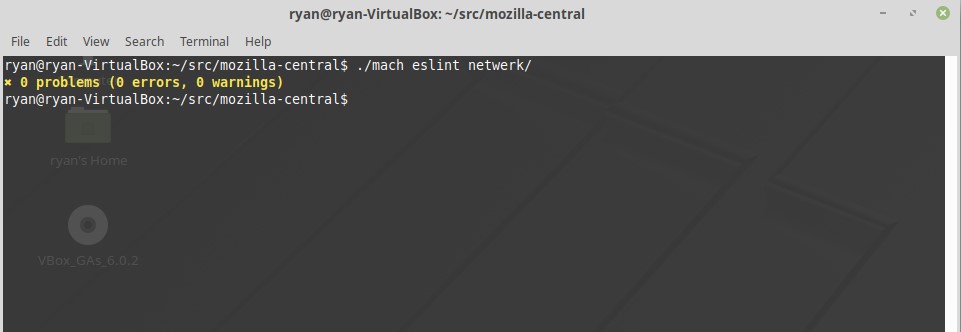 ryan@ryan-VirtualBox: ~/src/mozilla-central
File Edit View Search Terminal Help
ryan@ryan-VirtualBox:~/src/mozilla-central$ ./mach eslint netwerk/
✖ 0 problems (0 errors, 0 warnings)
ryan@ryan-VirtualBox:~/src/mozilla-central$
ryan's Home
VBox_GAs_6.0.2